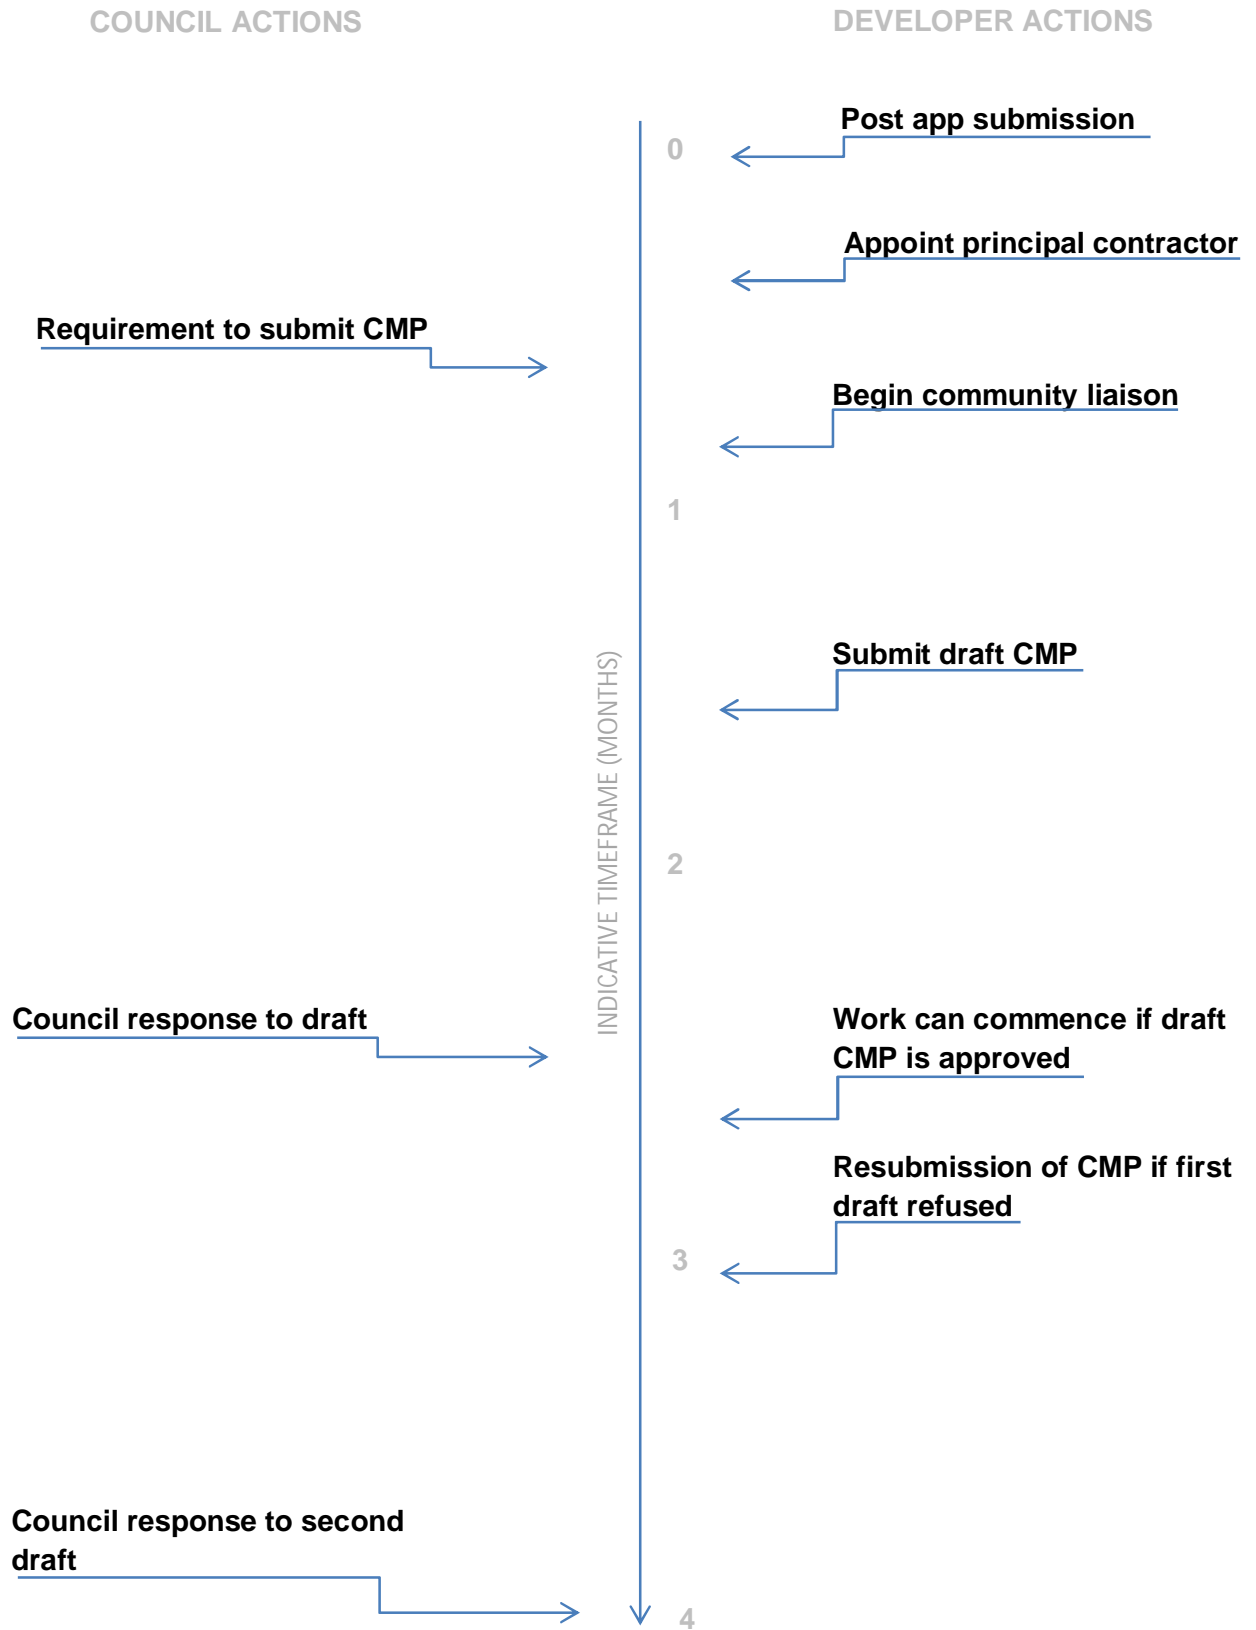 COUNCIL ACTIONS
DEVELOPER ACTIONS
Post app submission
0
Appoint principal contractor
Requirement to submit CMP
Begin community liaison
1
Submit draft CMP
INDICATIVE TIMEFRAME (MONTHS)
2
Council response to draft
Work can commence if draft
CMP is approved
Resubmission of CMP if first
draft refused
3
Council response to second
draft
4